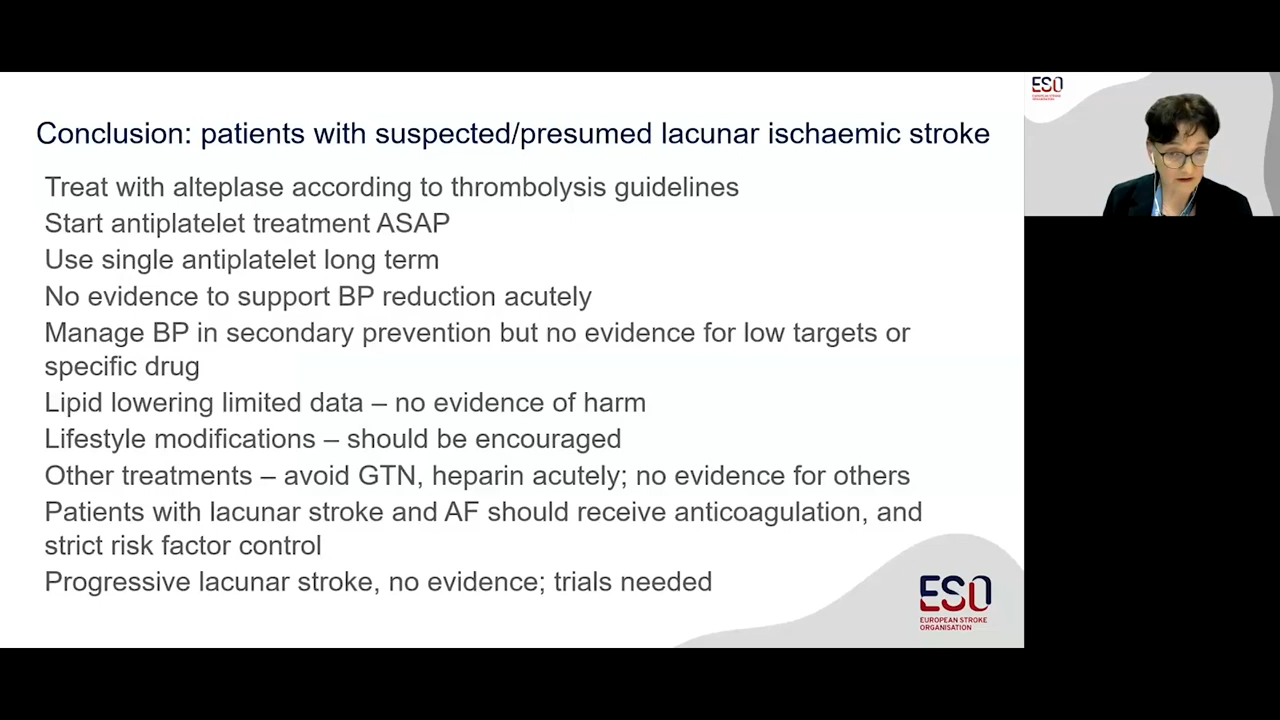 Conclusion: patients with suspected/presumed lacunar ischaemic stroke
Treat with alteplase according to thrombolysis guidelines
Start antiplatelet treatment ASAP
Use single antiplatelet long term
No evidence to support BP reduction acutely
Manage BP in secondary prevention but no evidence for low targets or
specific drug
Lipid lowering limited data – no evidence of harm
Lifestyle modifications – should be encouraged
Other treatments – avoid GTN, heparin acutely; no evidence for others
Patients with lacunar stroke and AF should receive anticoagulation, and
strict risk factor control
Progressive lacunar stroke, no evidence; trials needed
ESO
EUROPEAN STROKE
ORGANISATION
ESO
EUROPEAN STROKE
ORGANISATION